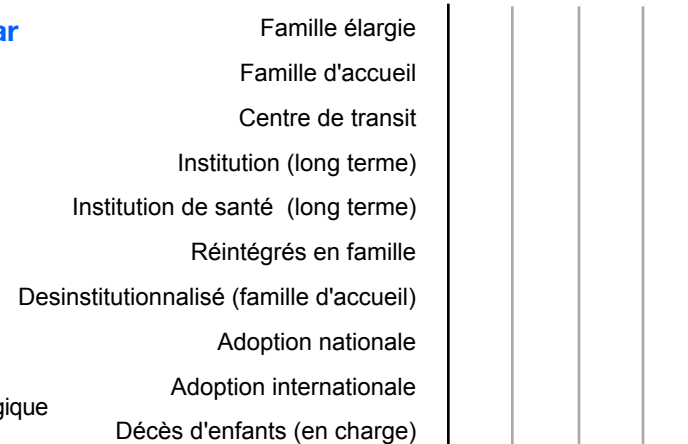 Famille élargie
Famille d'accueil
Centre de transit
Institution (long terme)
Institution de santé (long terme)
Réintégrés en famille
Desinstitutionnalisé (famille d'accueil)
Adoption nationale
Adoption internationale
Décès d'enfants (en charge)